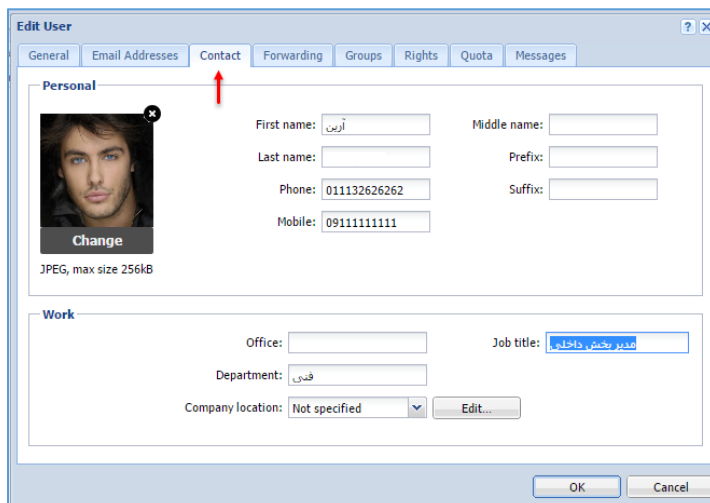 Edit User
General Email Addresses Contact Forwarding Groups Rights Quota Messages
Personal
First name: آرین Middle name:
Last name: Prefix:
Phone: 011132626262 Suffix:
Mobile: 09111111111
Change
JPEG, max size 256kB
Work
Office: Job title: مدیر بخش داخلی
Department: فنی
Company location: Not specified Edit...
OK Cancel